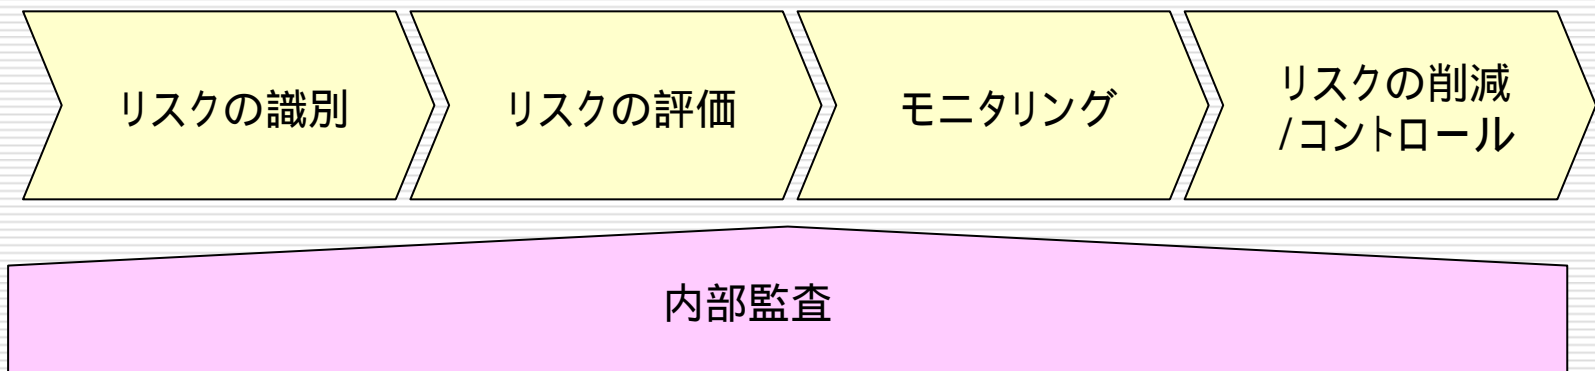 リスクの識別
リスクの評価
モニタリング
リスクの削減
/コントロール
内部監査